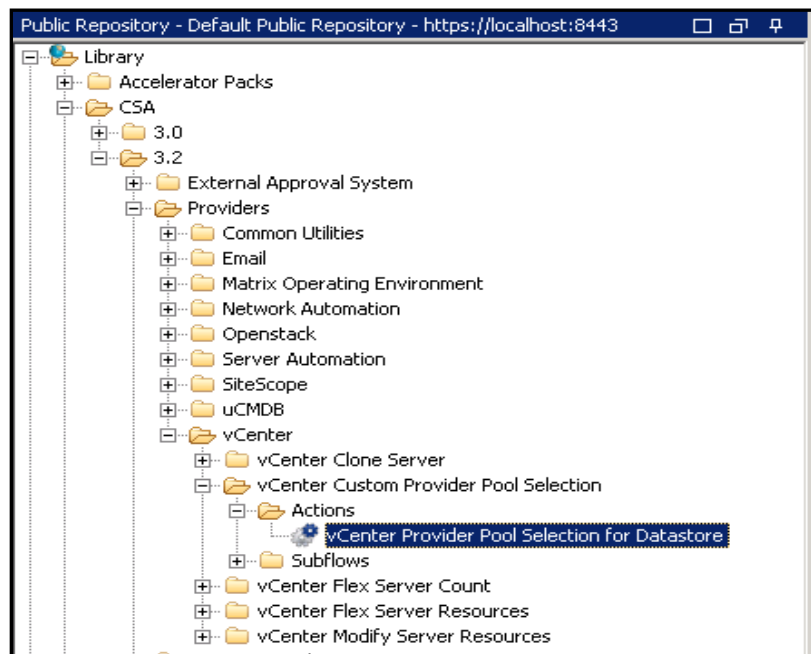 Public Repository - Default Public Repository - https://localhost:8443
Library
Accelerator Packs
CSA
3.0
3.2
External Approval System
Providers
Common Utilities
Email
Matrix Operating Environment
Network Automation
Openstack
Server Automation
SiteScope
uCMDB
vCenter
vCenter Clone Server
vCenter Custom Provider Pool Selection
Actions
vCenter Provider Pool Selection for Datastore
Subflows
vCenter Flex Server Count
vCenter Flex Server Resources
vCenter Modify Server Resources